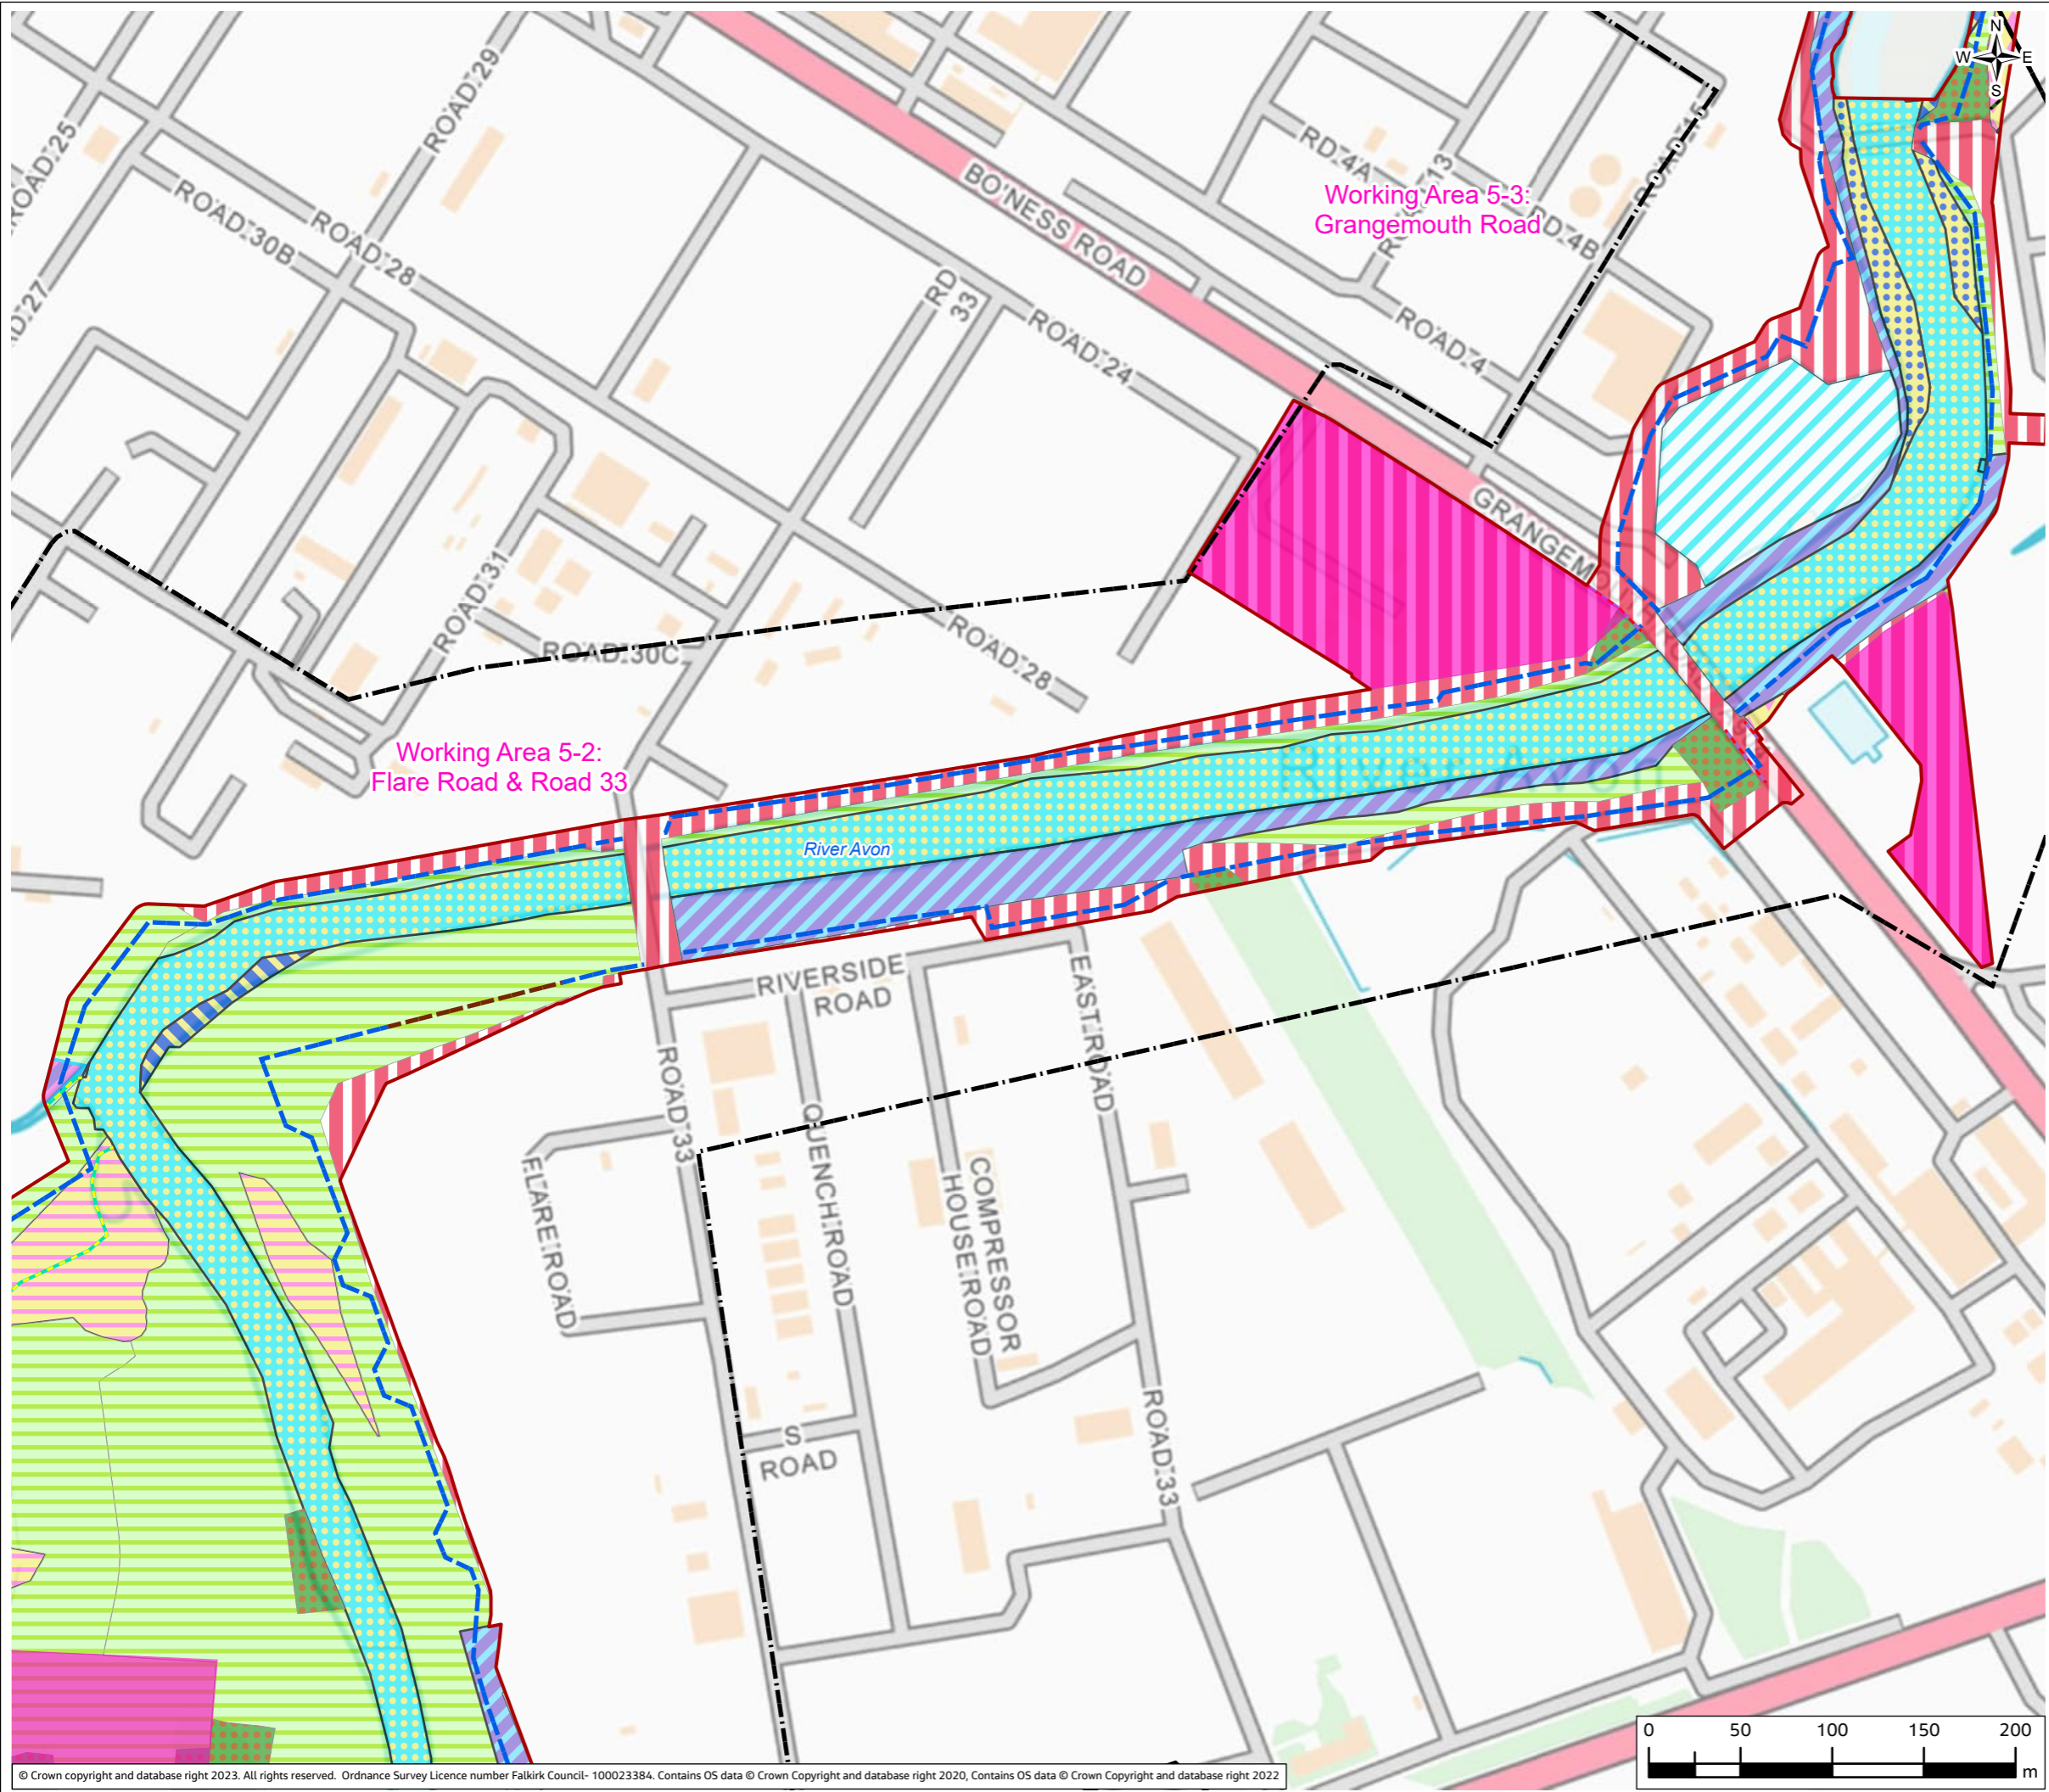 N
W E
S
ROAD 29
ROAD 25
ROAD 15
RD 4A
13
BO'NESS ROAD
Working Area 5-3:
Grangemouth Road
RD 4B
ROAD 30B
ROAD 28
RD
33
ROAD 24
ROAD 4
GRANGEMO
ROAD 31
ROAD 30C
ROAD 28
Working Area 5-2:
Flare Road & Road 33
River Avon
River Avon
RIVERSIDE
ROAD
EAST ROAD
ROAD 33
QUENCH ROAD
FLARE ROAD
COMPRESSOR
HOUSE ROAD
ROAD 33
S
ROAD
0 50 100 150 200
m
© Crown copyright and database right 2023. All rights reserved. Ordnance Survey Licence number Falkirk Council- 100023384. Contains OS data © Crown Copyright and database right 2020, Contains OS data © Crown Copyright and database right 2022